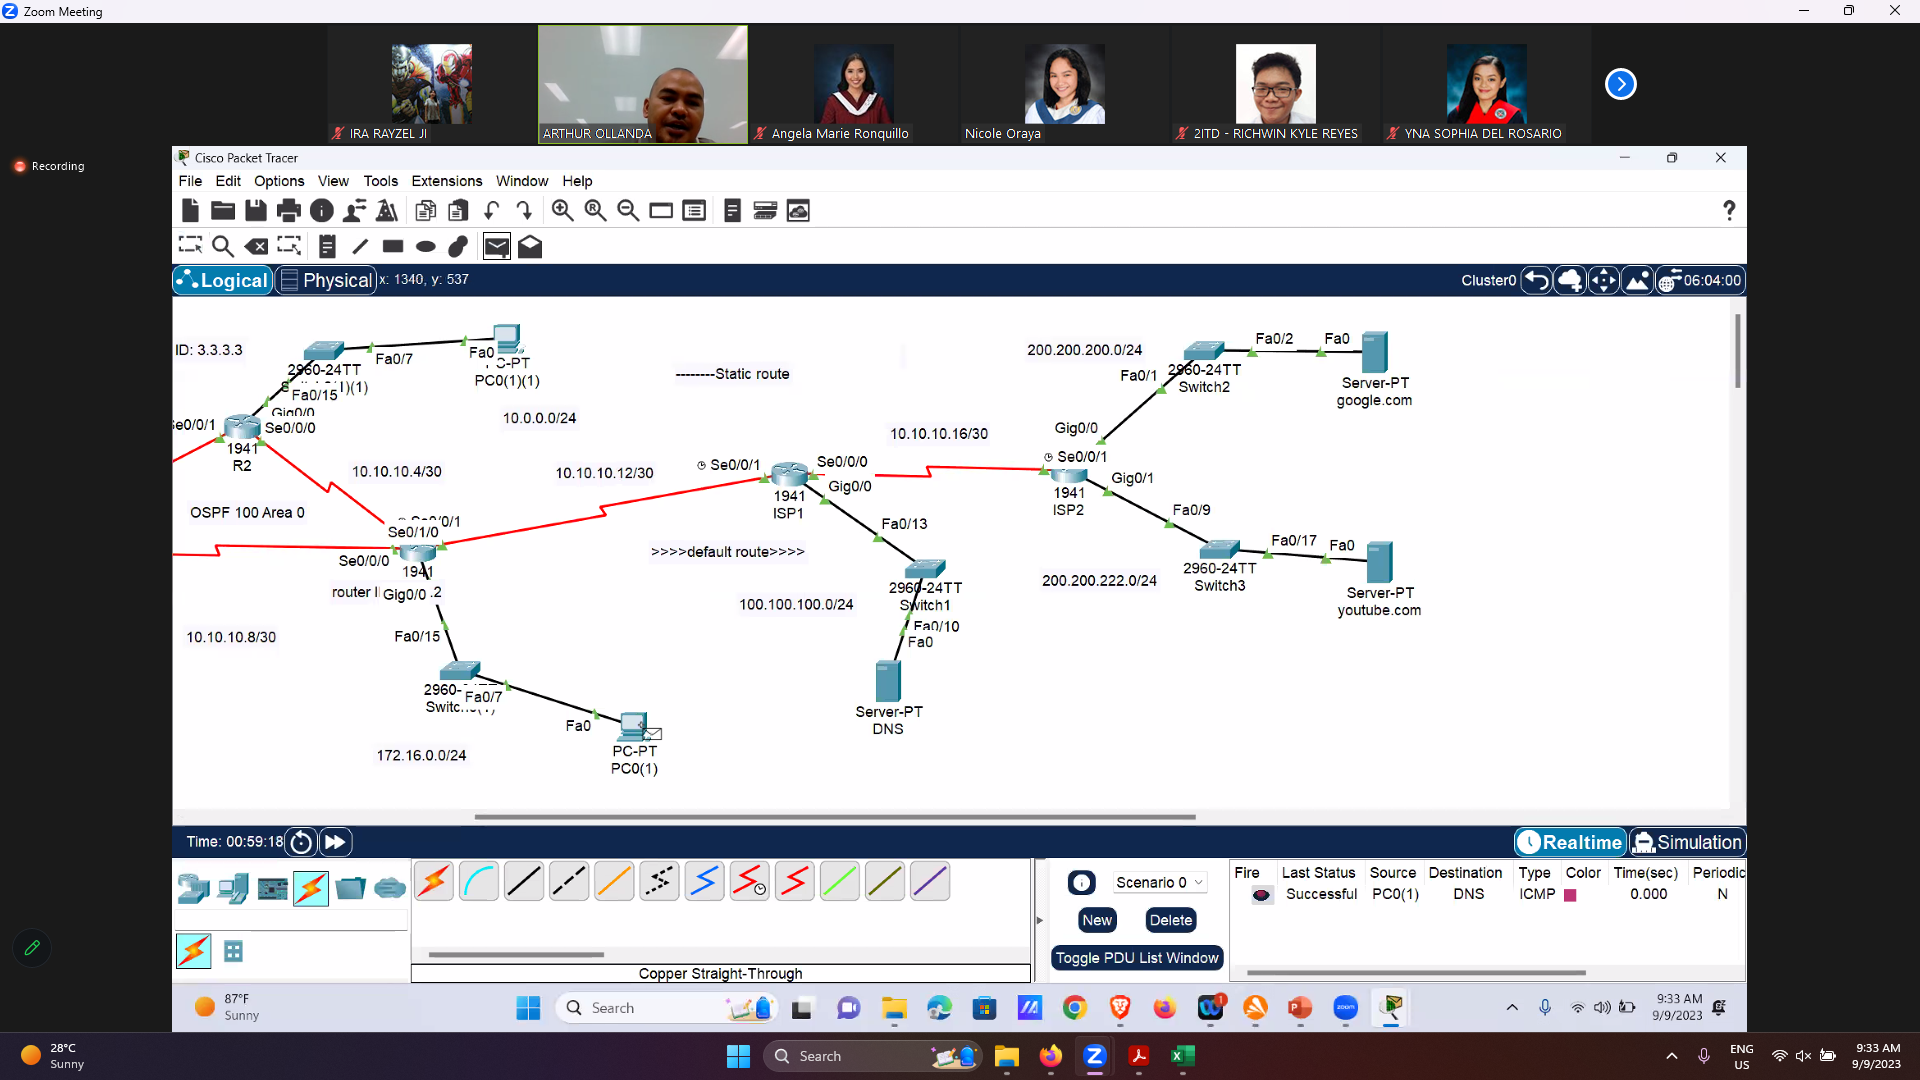 Zoom Meeting
IRA RAYZEL JI
ARTHUR OLLANDA
Angela Marie Ronquillo
Nicole Oraya
2ITD - RICHWIN KYLE REYES
YNA SOPHIA DEL ROSARIO
Recording
Cisco Packet Tracer
File Edit Options View Tools Extensions Window Help
Logical Physical x: 1340, y: 537
Cluster0 06:04:00
ID: 3.3.3.3
2960-24TT
Fa0/15
Fa0/7
Fa0
PC0(1)(1)
10.0.0.0/24
Gig0/0
Se0/0/1
Se0/0/0
1941
R2
10.10.10.4/30
OSPF 100 Area 0
Se0/1/0
Se0/0/0
1941
Gig0/0
10.10.10.8/30
Fa0/15
Fa0/7
172.16.0.0/24
Fa0
PC-PT
PC0(1)
--------Static route
10.10.10.12/30
Se0/0/1
Se0/0/0
Gig0/0
1941
ISP1
>>>>default route>>>>
100.100.100.0/24
Fa0/13
2960-24TT
Switch1
Fa0/10
Fa0
Server-PT
DNS
10.10.10.16/30
200.200.200.0/24
Fa0/1
2960-24TT
Switch2
Fa0/2
Fa0
Server-PT
google.com
Gig0/0
Se0/0/1
Gig0/1
1941
ISP2
Fa0/9
200.200.222.0/24
2960-24TT
Switch3
Fa0/17
Fa0
Server-PT
youtube.com
Time: 00:59:18
Realtime Simulation
Copper Straight-Through
Scenario 0
New Delete
Toggle PDU List Window
Fire Last Status Source Destination Type Color Time(sec) Periodic
Successful PC0(1) DNS ICMP 0.000 N
87°F
Sunny
Search
9:33 AM
9/9/2023
28°C
Sunny
Search
ENG
US
9:33 AM
9/9/2023